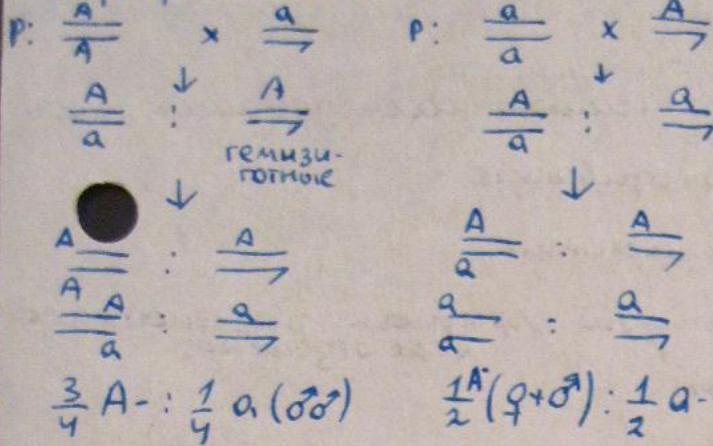 P: A/A x a P: a/a x A
A/a : A A/a : a
гемизи-
готные
A/A : A A/a : A
A/a : a a/a : a
3/4 A- : 1/4 a (♂♂) 1/2 A- (♀+♂) : 1/2 a-